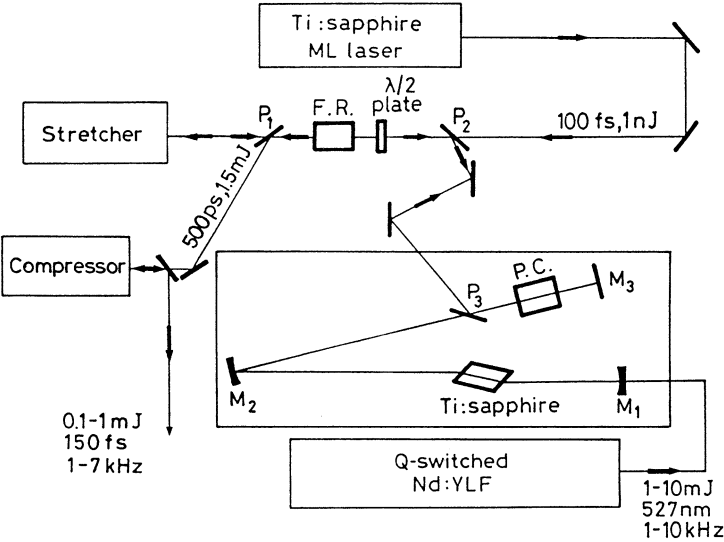 Ti:sapphire
ML laser
λ/2
plate
F.R.
P1
P2
Stretcher
100 fs, 1 nJ
500ps, 1.5mJ
Compressor
P.C.
M3
P3
M2
Ti:sapphire
M1
0.1-1 mJ
150 fs
1-7 kHz
Q-switched
Nd:YLF
1-10mJ
527nm
1-10kHz